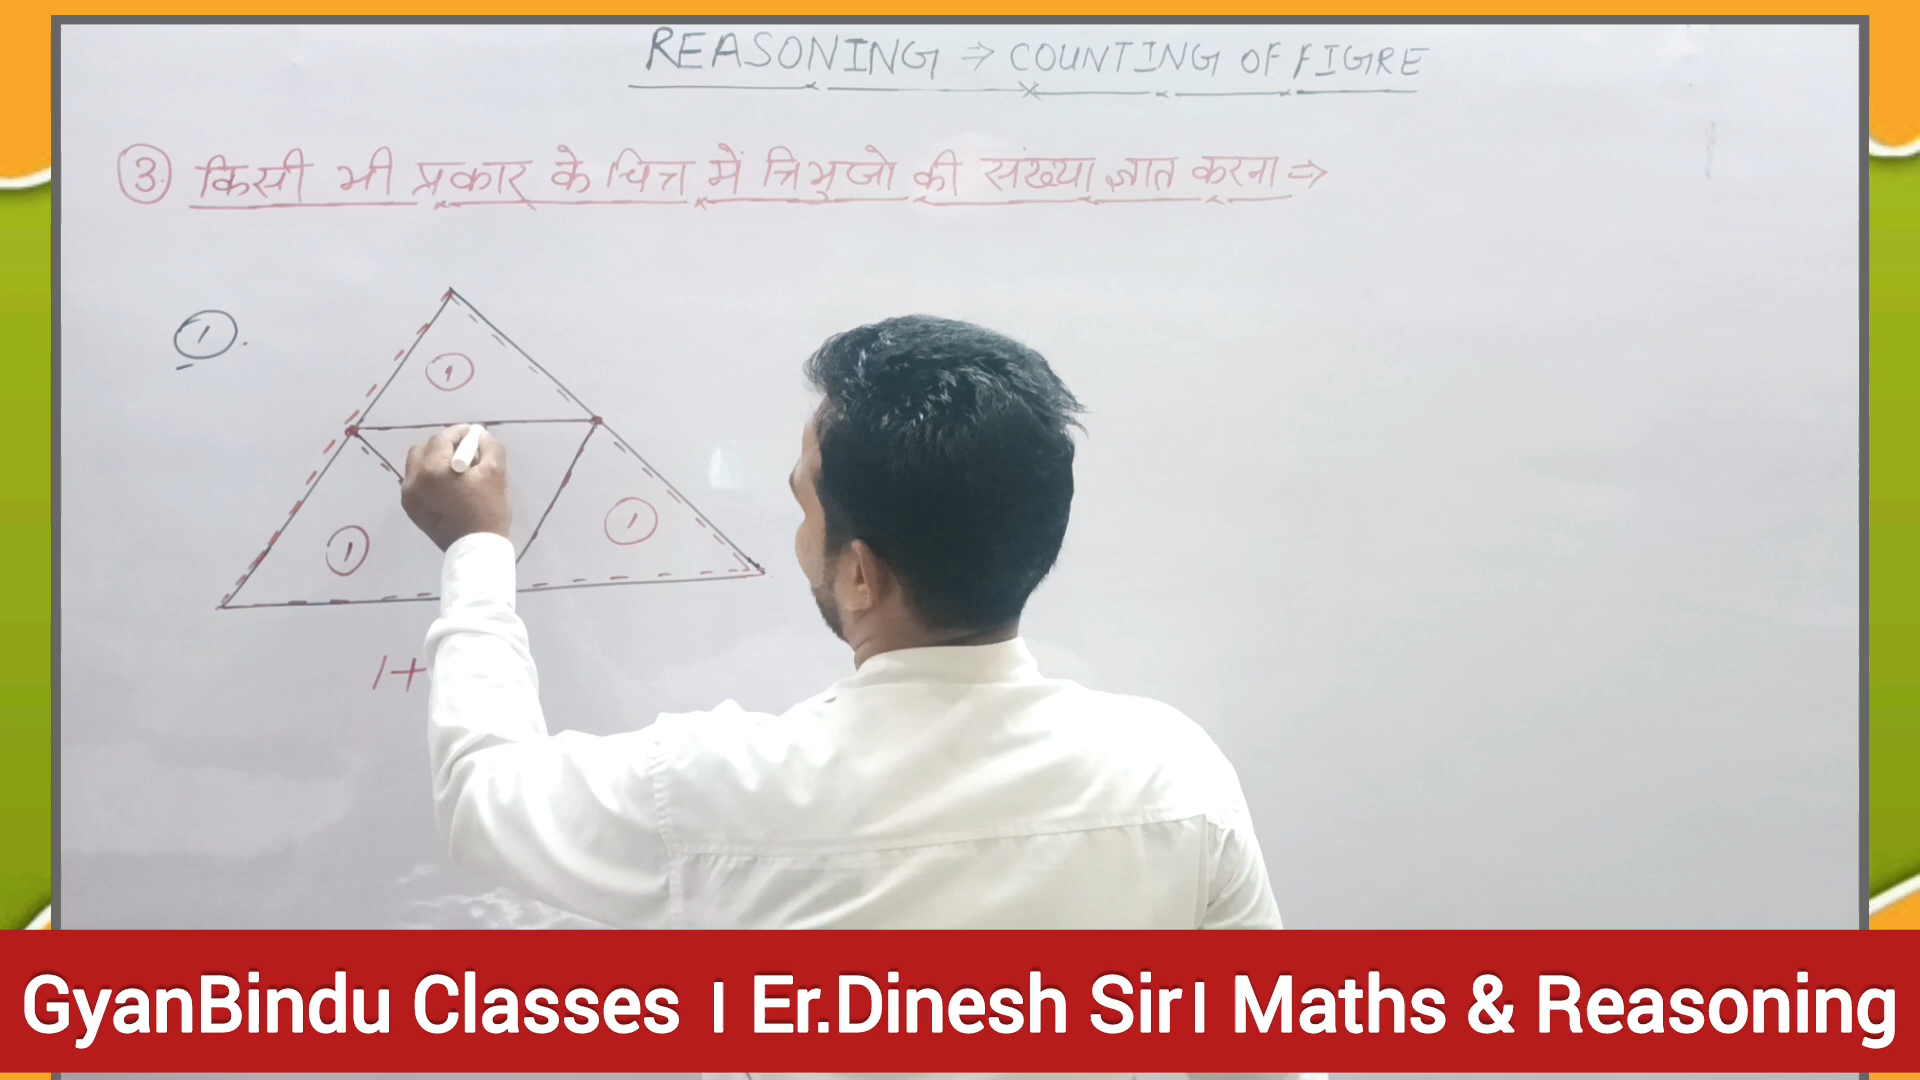 REASONING ⇒ COUNTING OF FIGRE
③ किसी भी प्रकार के चित्र में त्रिभुजो की संख्या ज्ञात करना ⇒
①.
①
① ①
1+
GyanBindu Classes । Er.Dinesh Sir। Maths & Reasoning